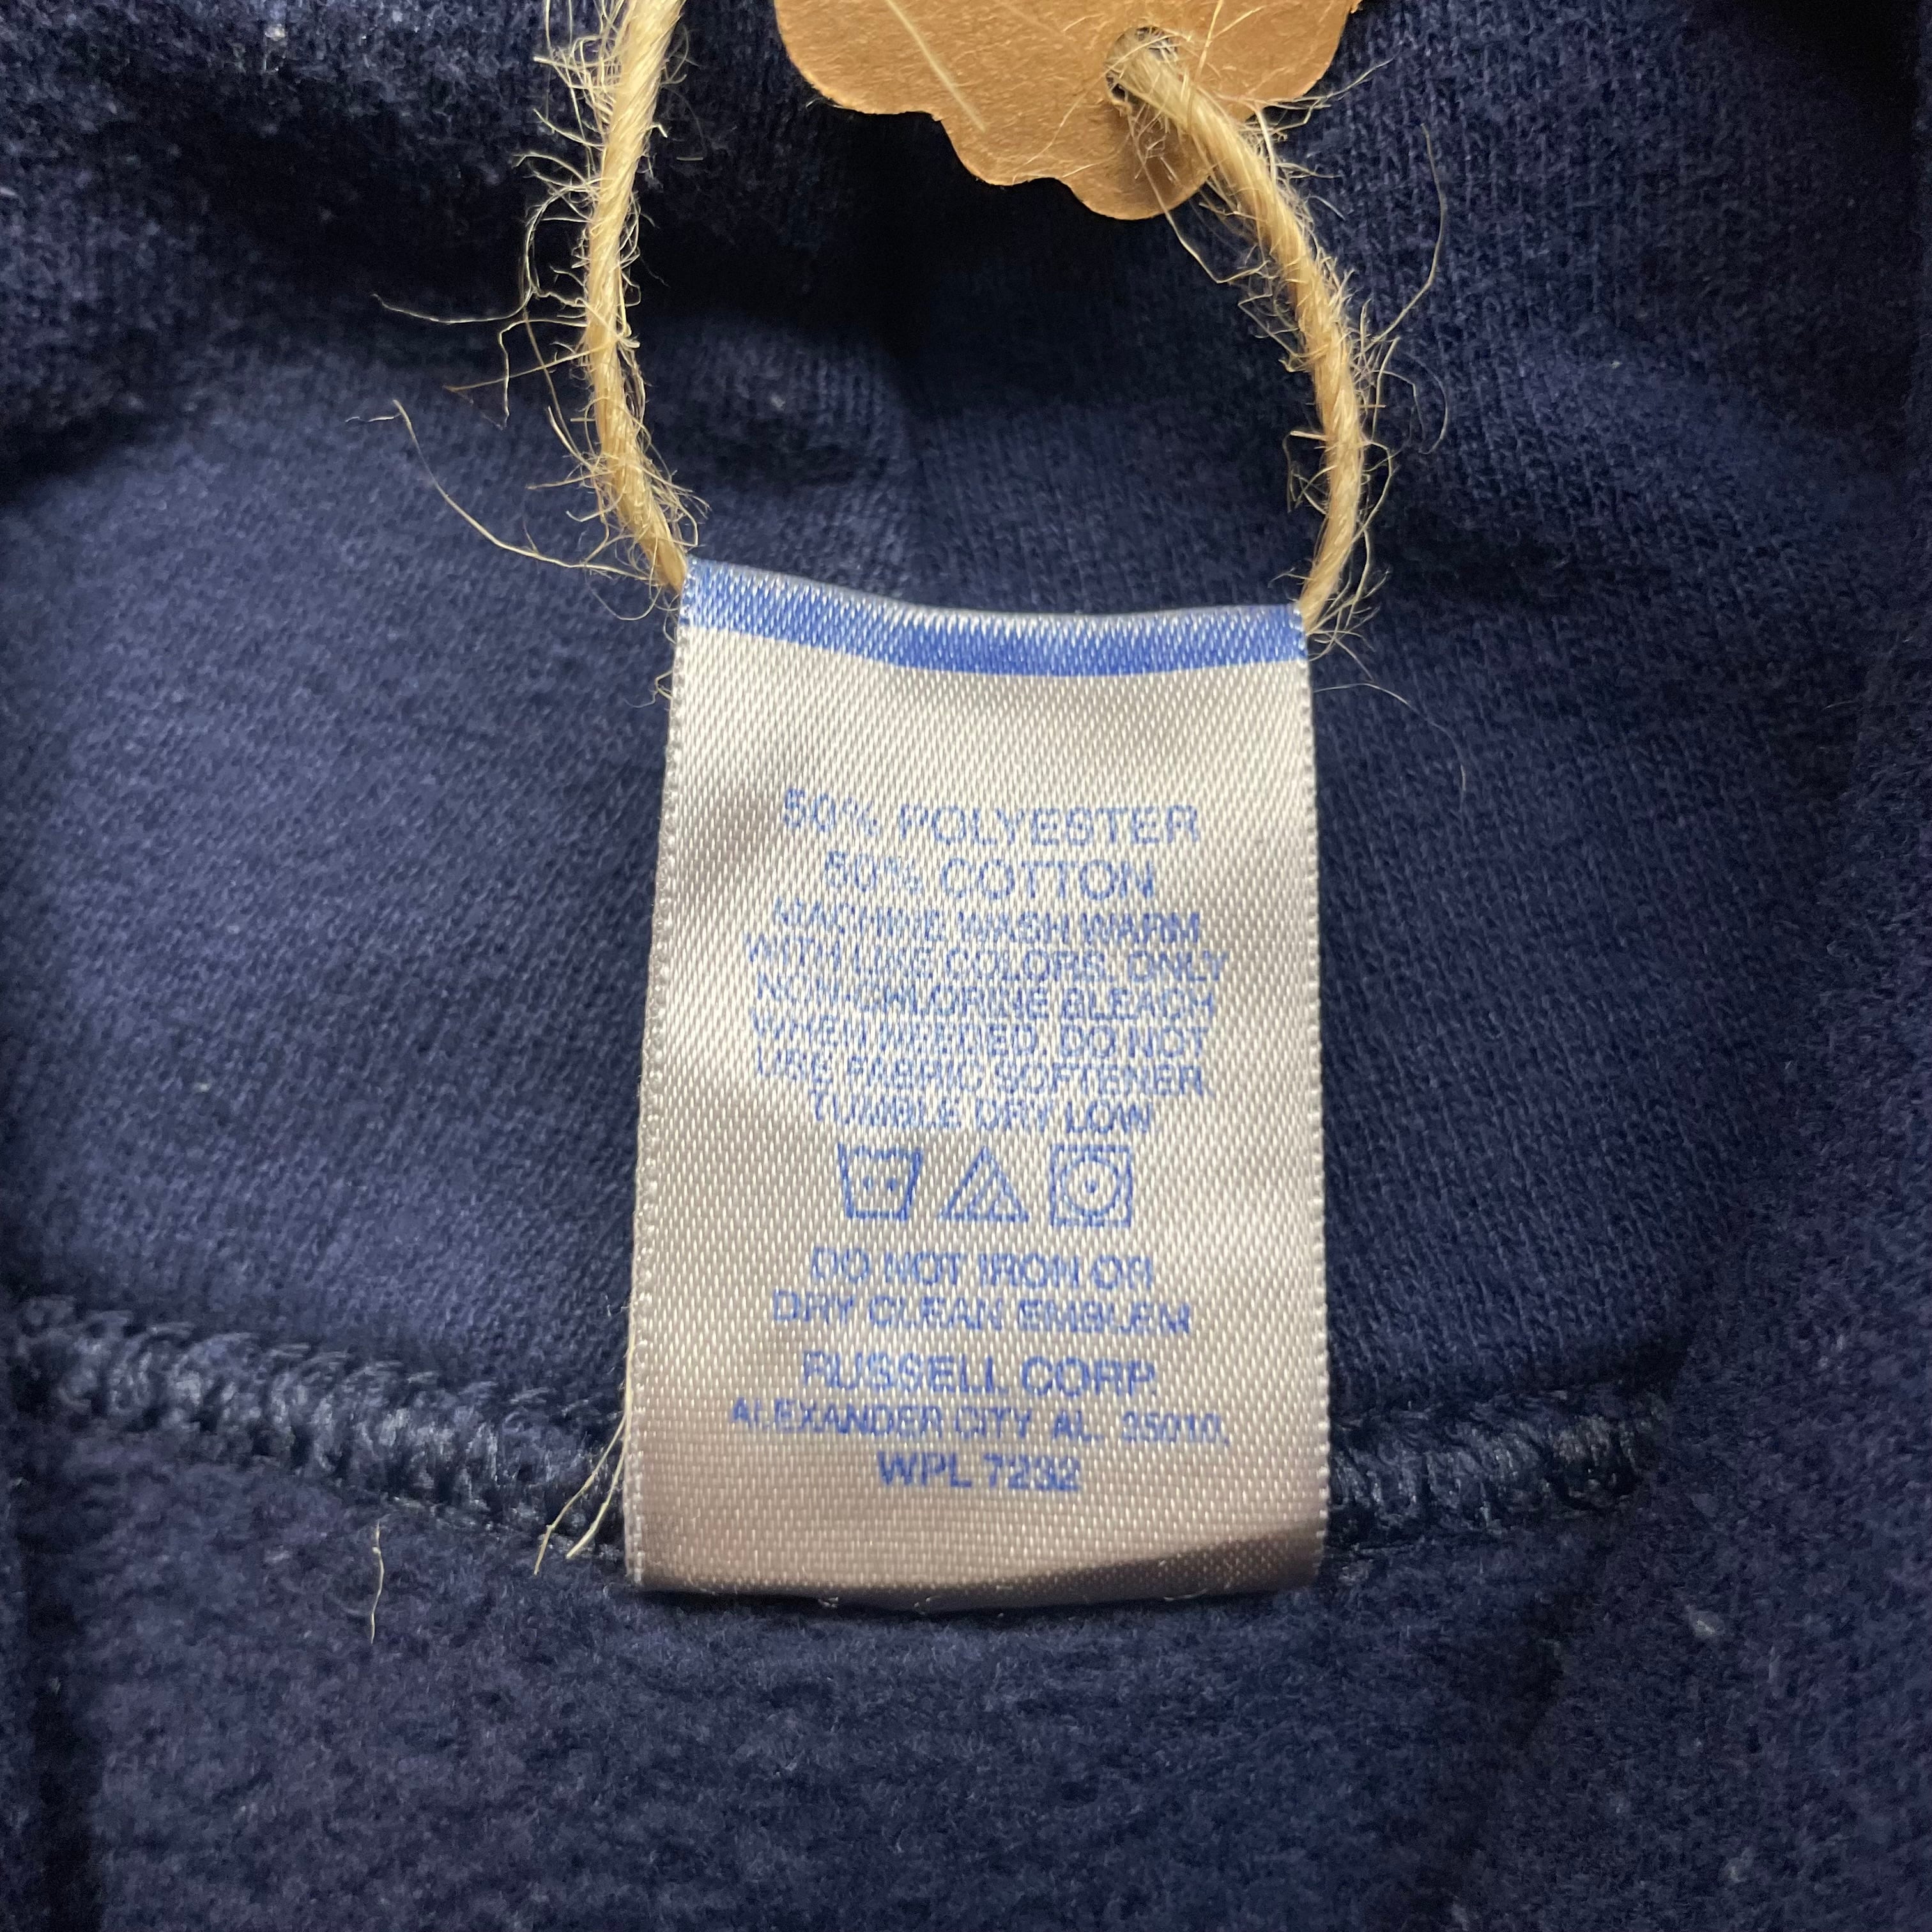 50% POLYESTER
50% COTTON
MACHINE WASH WARM
WITH LIKE COLORS, ONLY
NON-CHLORINE BLEACH
WHEN NEEDED. DO NOT
USE FABRIC SOFTENER.
TUMBLE DRY LOW
DO NOT IRON OR
DRY CLEAN EMBLEM
RUSSELL CORP.
ALEXANDER CITY AL 35010,
WPL 7232